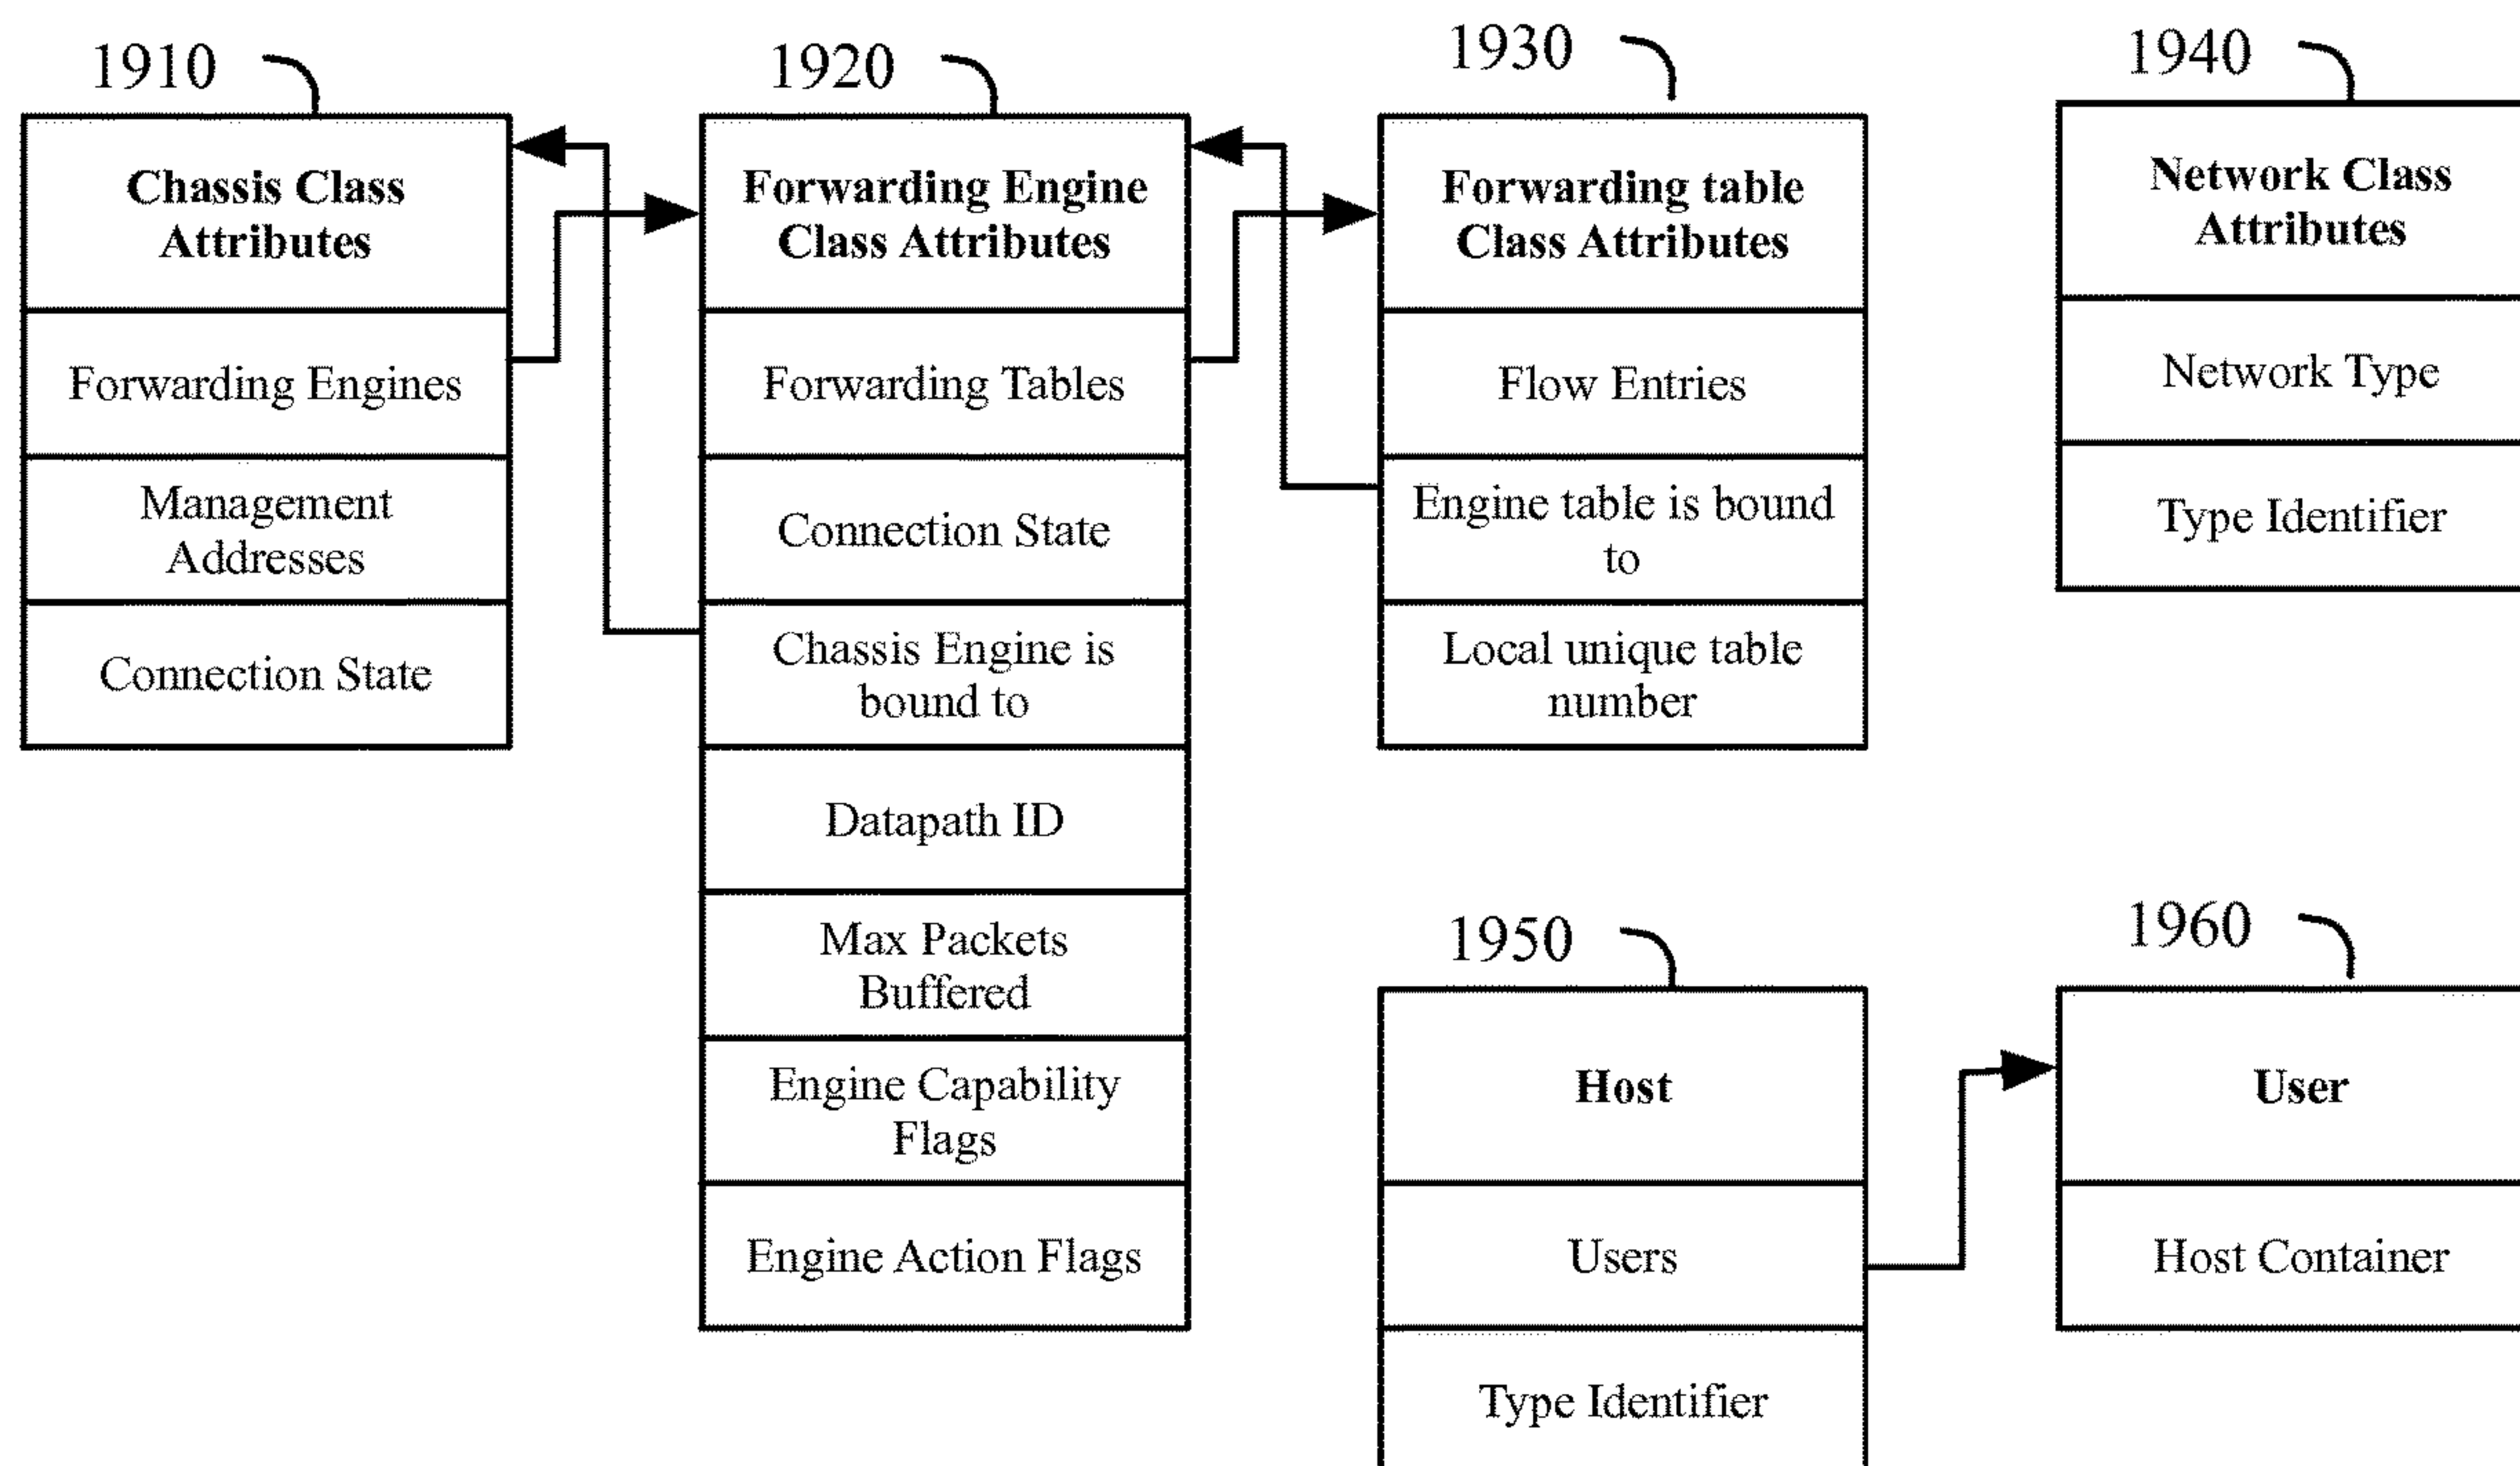 1910
Chassis Class
Attributes
Forwarding Engines
Management
Addresses
Connection State
1920
Forwarding Engine
Class Attributes
Forwarding Tables
Connection State
Chassis Engine is
bound to
Datapath ID
Max Packets
Buffered
Engine Capability
Flags
Engine Action Flags
1930
Forwarding table
Class Attributes
Flow Entries
Engine table is bound
to
Local unique table
number
1940
Network Class
Attributes
Network Type
Type Identifier
1950
Host
Users
Type Identifier
1960
User
Host Container